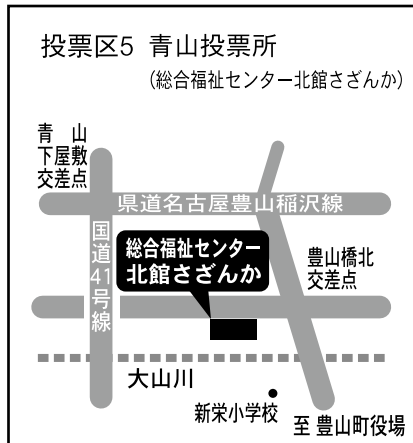 投票区5 青山投票所
(総合福祉センター北館さざんか)
青 山
下屋敷
交差点
県道名古屋豊山稲沢線
国道41号線
総合福祉センター
北館さざんか
豊山橋北
交差点
大山川
新栄小学校
至 豊山町役場